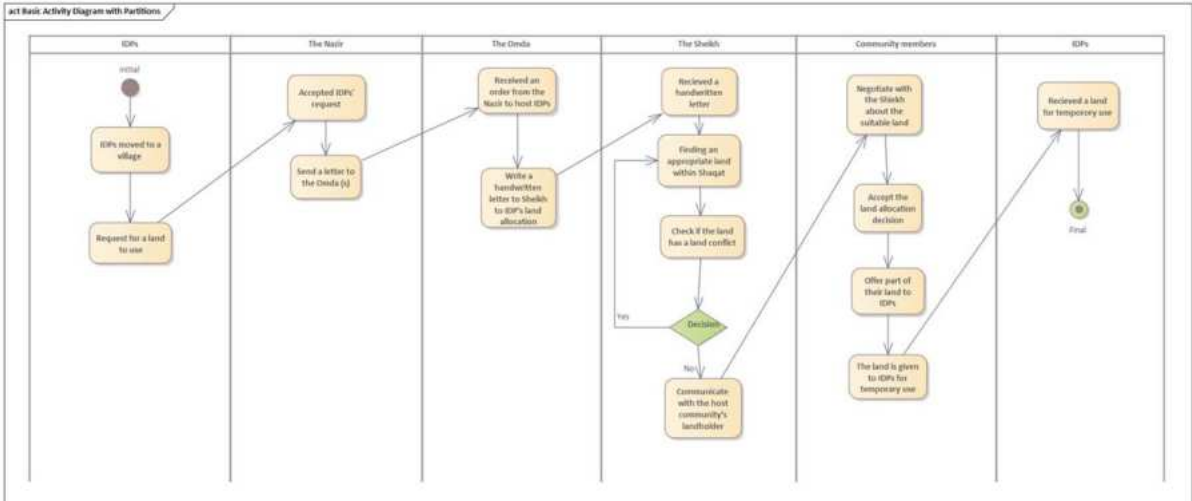 act Basic Activity Diagram with Partitions
IDPs
The Nazir
The Omda
The Sheikh
Community members
IDPs
Initial
IDPs moved to a
village
Request for a land
to use
Accepted IDPs'
request
Send a letter to
the Omda (s)
Received an
order from the
Nazir to host IDPs
Write a
handwritten
letter to Sheikh
to IDP's land
allocation
Recieved a
handwritten
letter
Finding an
appropriate land
within Shaqat
Check if the land
has a land conflict
Decision
Yes
No
Communicate
with the host
community's
landholder
Negotiate with
the Shiekh
about the
suitable land
Accept the
land allocation
decision
Offer part of
their land to
IDPs
The land is given
to IDPs for
temporary use
Recieved a land
for temporory use
Final